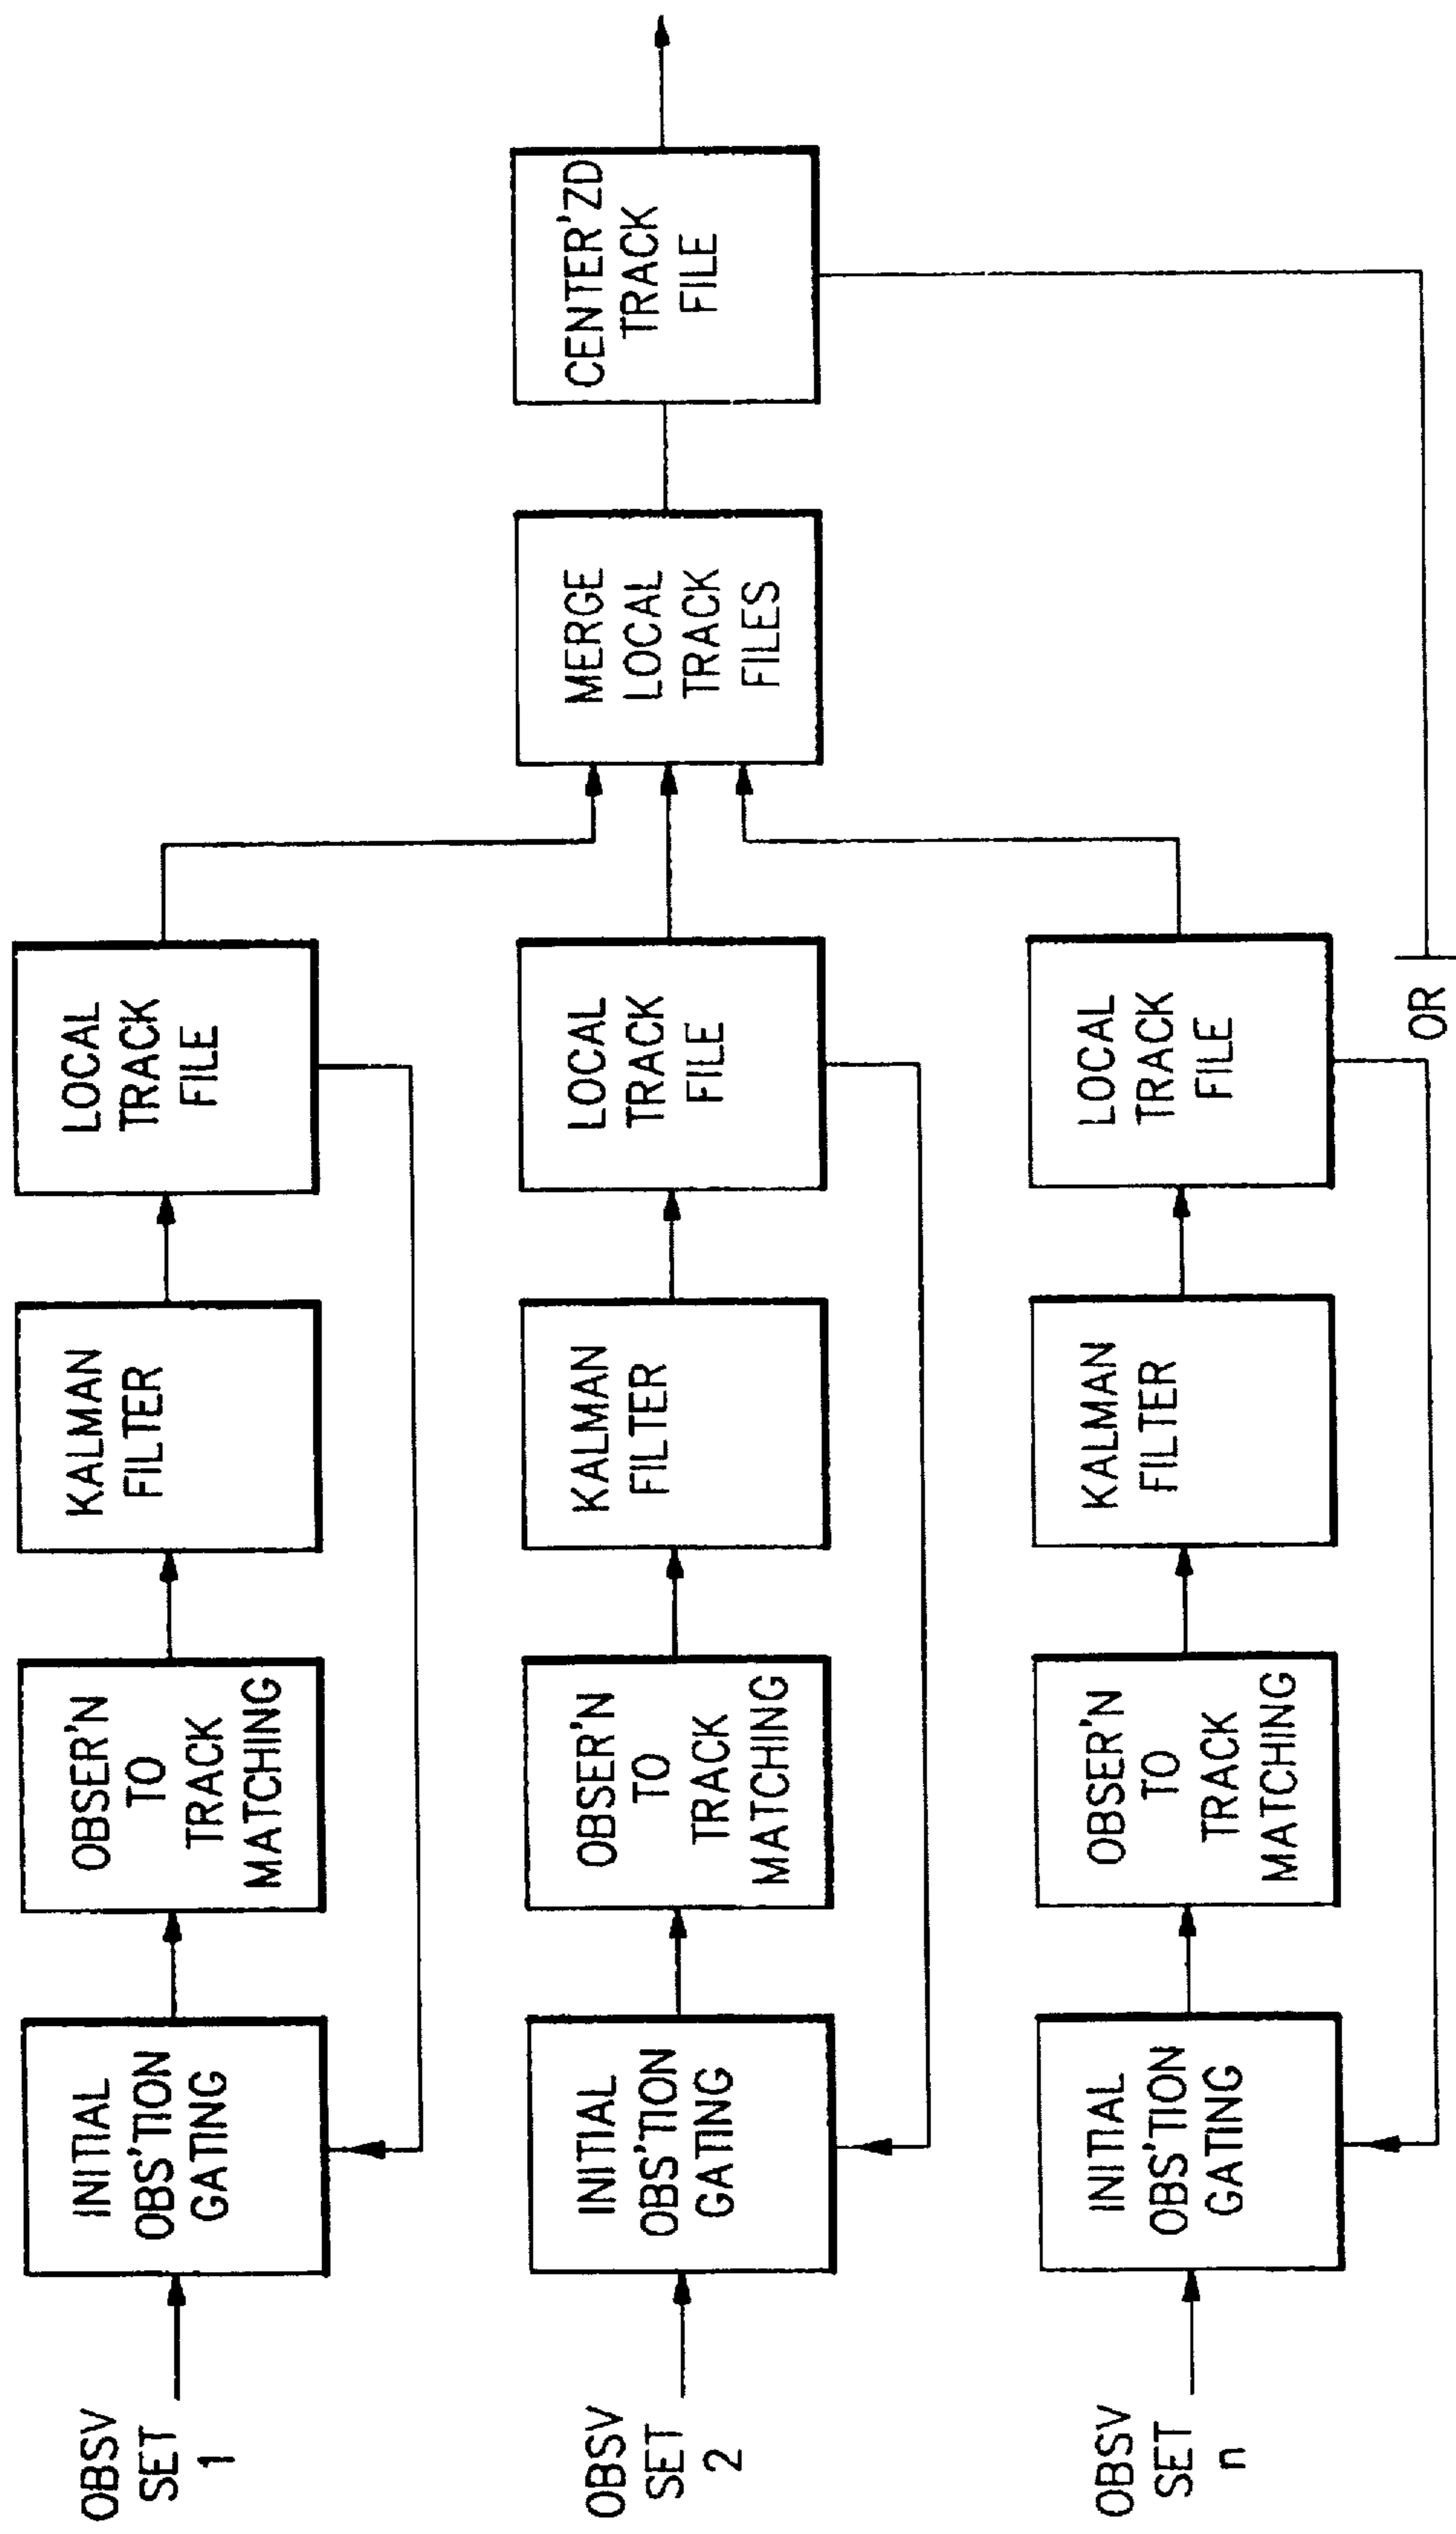 OBSV
SET
1
INITIAL
OBS'TION
GATING
OBSER'N
TO
TRACK
MATCHING
KALMAN
FILTER
LOCAL
TRACK
FILE
OBSV
SET
2
INITIAL
OBS'TION
GATING
OBSER'N
TO
TRACK
MATCHING
KALMAN
FILTER
LOCAL
TRACK
FILE
MERGE
LOCAL
TRACK
FILES
CENTER'ZD
TRACK
FILE
OBSV
SET
n
INITIAL
OBS'TION
GATING
OBSER'N
TO
TRACK
MATCHING
KALMAN
FILTER
LOCAL
TRACK
FILE
OR